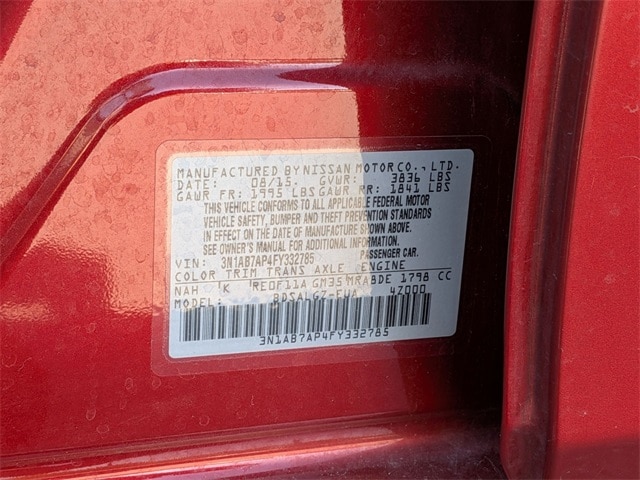 MANUFACTURED BY NISSAN MOTOR CO., LTD.
DATE: 08/15. GVWR: 3836 LBS
GAWR FR: 1995 LBS GAWR RR: 1841 LBS
THIS VEHICLE CONFORMS TO ALL APPLICABLE FEDERAL MOTOR
VEHICLE SAFETY, BUMPER AND THEFT PREVENTION STANDARDS
IN EFFECT ON THE DATE OF MANUFACTURE SHOWN ABOVE.
SEE OWNER'S MANUAL FOR ADDITIONAL INFORMATION.
VIN: 3N1AB7AP4FY332785 PASSENGER CAR.
COLOR TRIM TRANS AXLE ENGINE
NAH K RE0F11A GM35 MRA8DE 1798 CC
BDSALGZ-EUA 4Z000
3N1AB7AP4FY332785